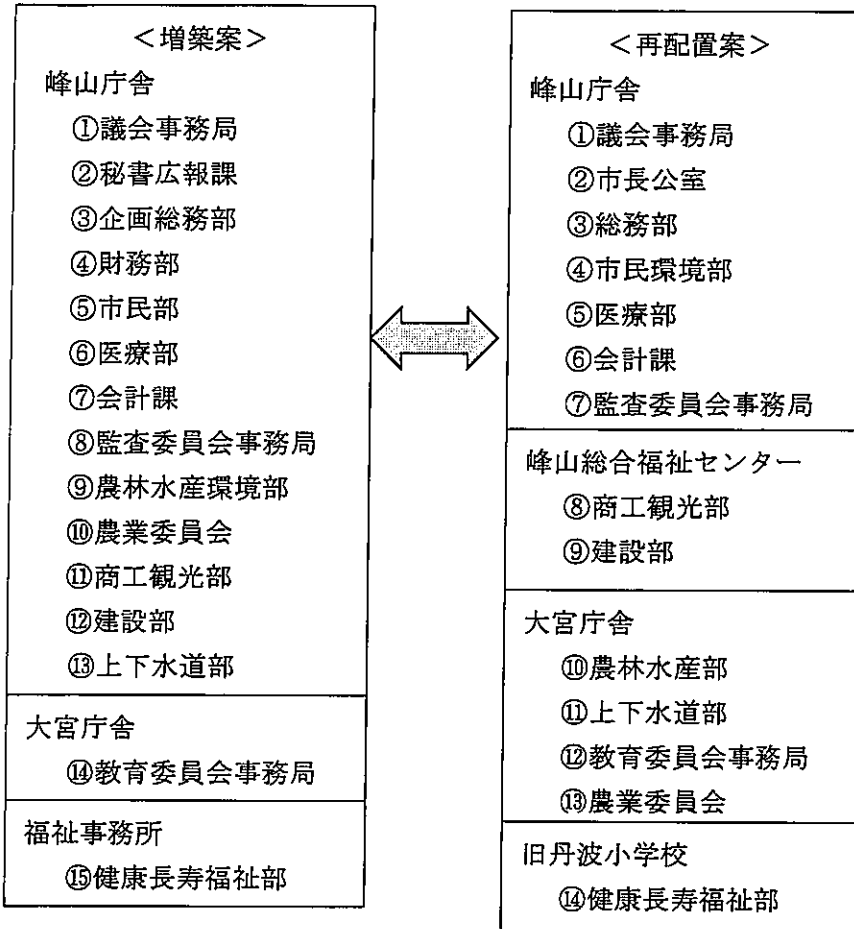 <増築案>
峰山庁舎
①議会事務局
②秘書広報課
③企画総務部
④財務部
⑤市民部
⑥医療部
⑦会計課
⑧監査委員会事務局
⑨農林水産環境部
⑩農業委員会
⑪商工観光部
⑫建設部
⑬上下水道部
大宮庁舎
⑭教育委員会事務局
福祉事務所
⑮健康長寿福祉部
<再配置案>
峰山庁舎
①議会事務局
②市長公室
③総務部
④市民環境部
⑤医療部
⑥会計課
⑦監査委員会事務局
峰山総合福祉センター
⑧商工観光部
⑨建設部
大宮庁舎
⑩農林水産部
⑪上下水道部
⑫教育委員会事務局
⑬農業委員会
旧丹波小学校
⑭健康長寿福祉部